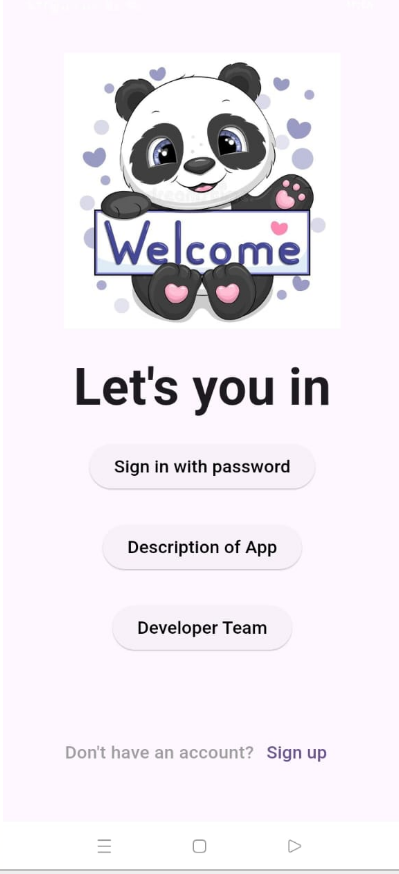 Welcome
Let's you in
Sign in with password
Description of App
Developer Team
Don't have an account? Sign up